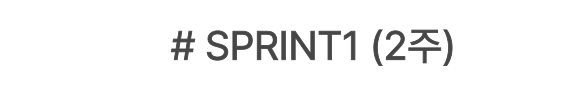 # SPRINT1 (2주)